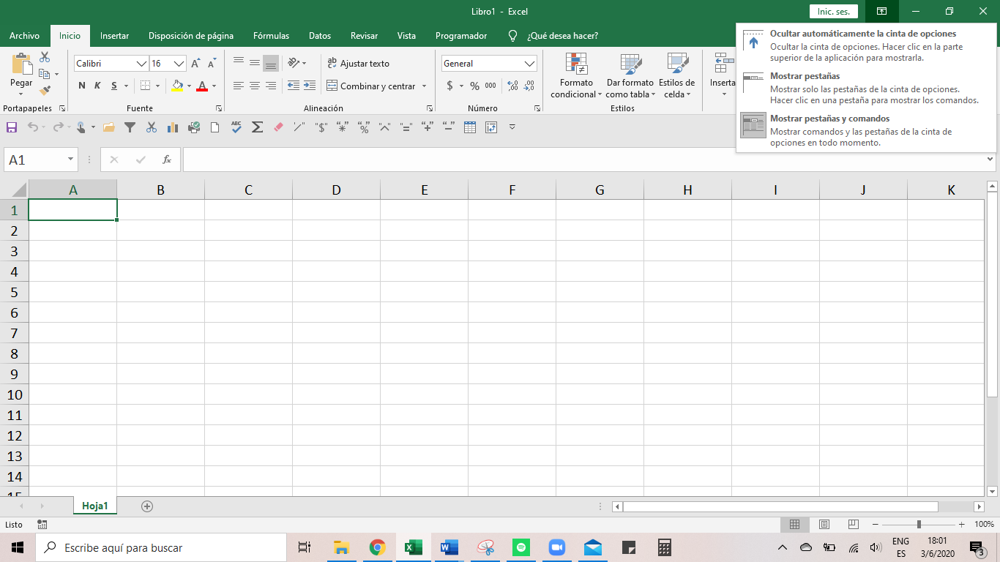 Libro1 - Excel
Inic. ses.
Archivo Inicio Insertar Disposición de página Fórmulas Datos Revisar Vista Programador ¿Qué desea hacer?
Ocultar automáticamente la cinta de opciones
Ocultar la cinta de opciones. Hacer clic en la parte
superior de la aplicación para mostrarla.
Mostrar pestañas
Mostrar solo las pestañas de la cinta de opciones.
Hacer clic en una pestaña para mostrar los comandos.
Mostrar pestañas y comandos
Mostrar comandos y las pestañas de la cinta de
opciones en todo momento.
Pegar
Portapapeles
Calibri 16 A A
N K S A
Fuente
ab Ajustar texto
Combinar y centrar
Alineación
General
$ % 000
Número
Formato
condicional
Dar formato
como tabla
Estilos de
celda
Estilos
Inserta
A1 fx
A B C D E F G H I J K
1
2
3
4
5
6
7
8
9
10
11
12
13
14
15
Hoja1
Listo 100%
Escribe aquí para buscar
ENG
ES
18:01
3/6/2020
3